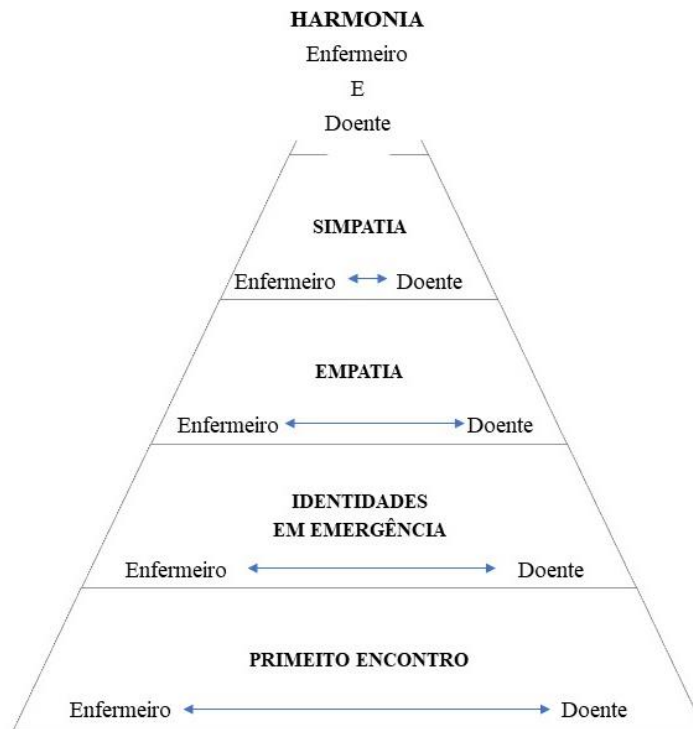 HARMONIA
Enfermeiro
E
Doente
SIMPATIA
Enfermeiro Doente
EMPATIA
Enfermeiro Doente
IDENTIDADES
EM EMERGÊNCIA
Enfermeiro Doente
PRIMEITO ENCONTRO
Enfermeiro Doente